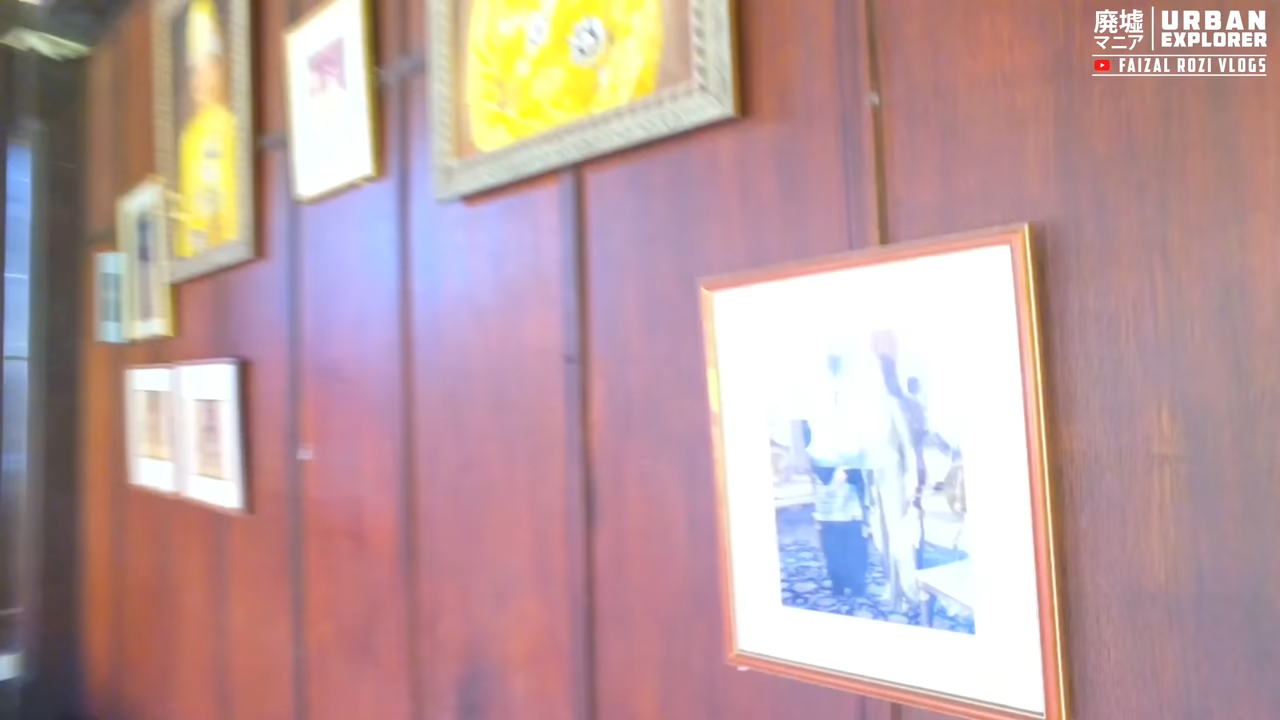 廃墟
マニア
URBAN
EXPLORER
FAIZAL ROZI VLOGS